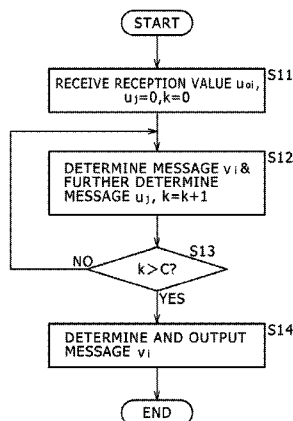 START
S11
RECEIVE RECEPTION VALUE u₀ᵢ,
uⱼ=0,k=0
S12
DETERMINE MESSAGE vᵢ&
FURTHER DETERMINE
MESSAGE uⱼ, k=k+1
S13
NO
k>C?
YES
S14
DETERMINE AND OUTPUT
MESSAGE vᵢ
END